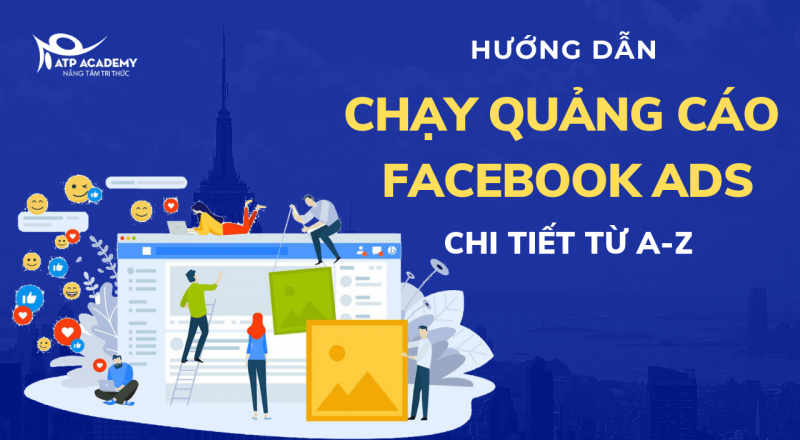 ATP ACADEMY
NÂNG TẦM TRI THỨC
HƯỚNG DẪN
CHẠY QUẢNG CÁO
FACEBOOK ADS
CHI TIẾT TỪ A-Z